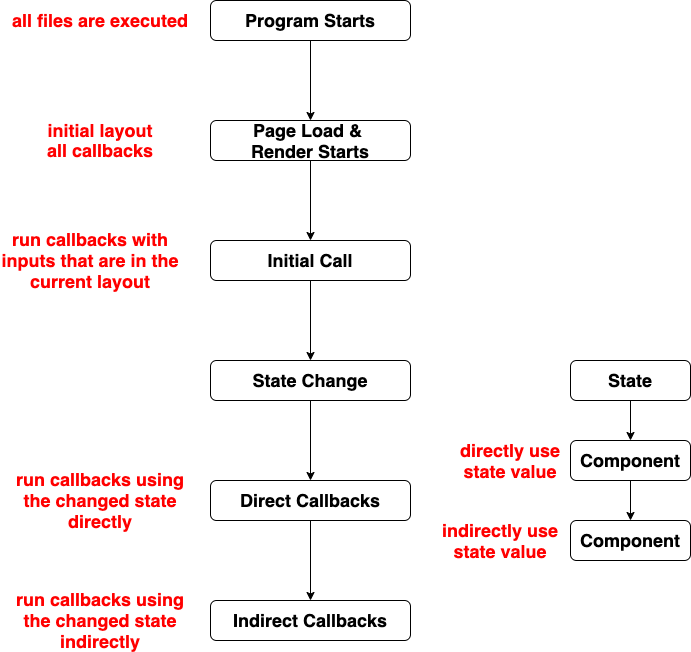 all files are executed
Program Starts
initial layout
all callbacks
Page Load &
Render Starts
run callbacks with
inputs that are in the
current layout
Initial Call
State Change
run callbacks using
the changed state
directly
Direct Callbacks
run callbacks using
the changed state
indirectly
Indirect Callbacks
State
directly use
state value
Component
indirectly use
state value
Component